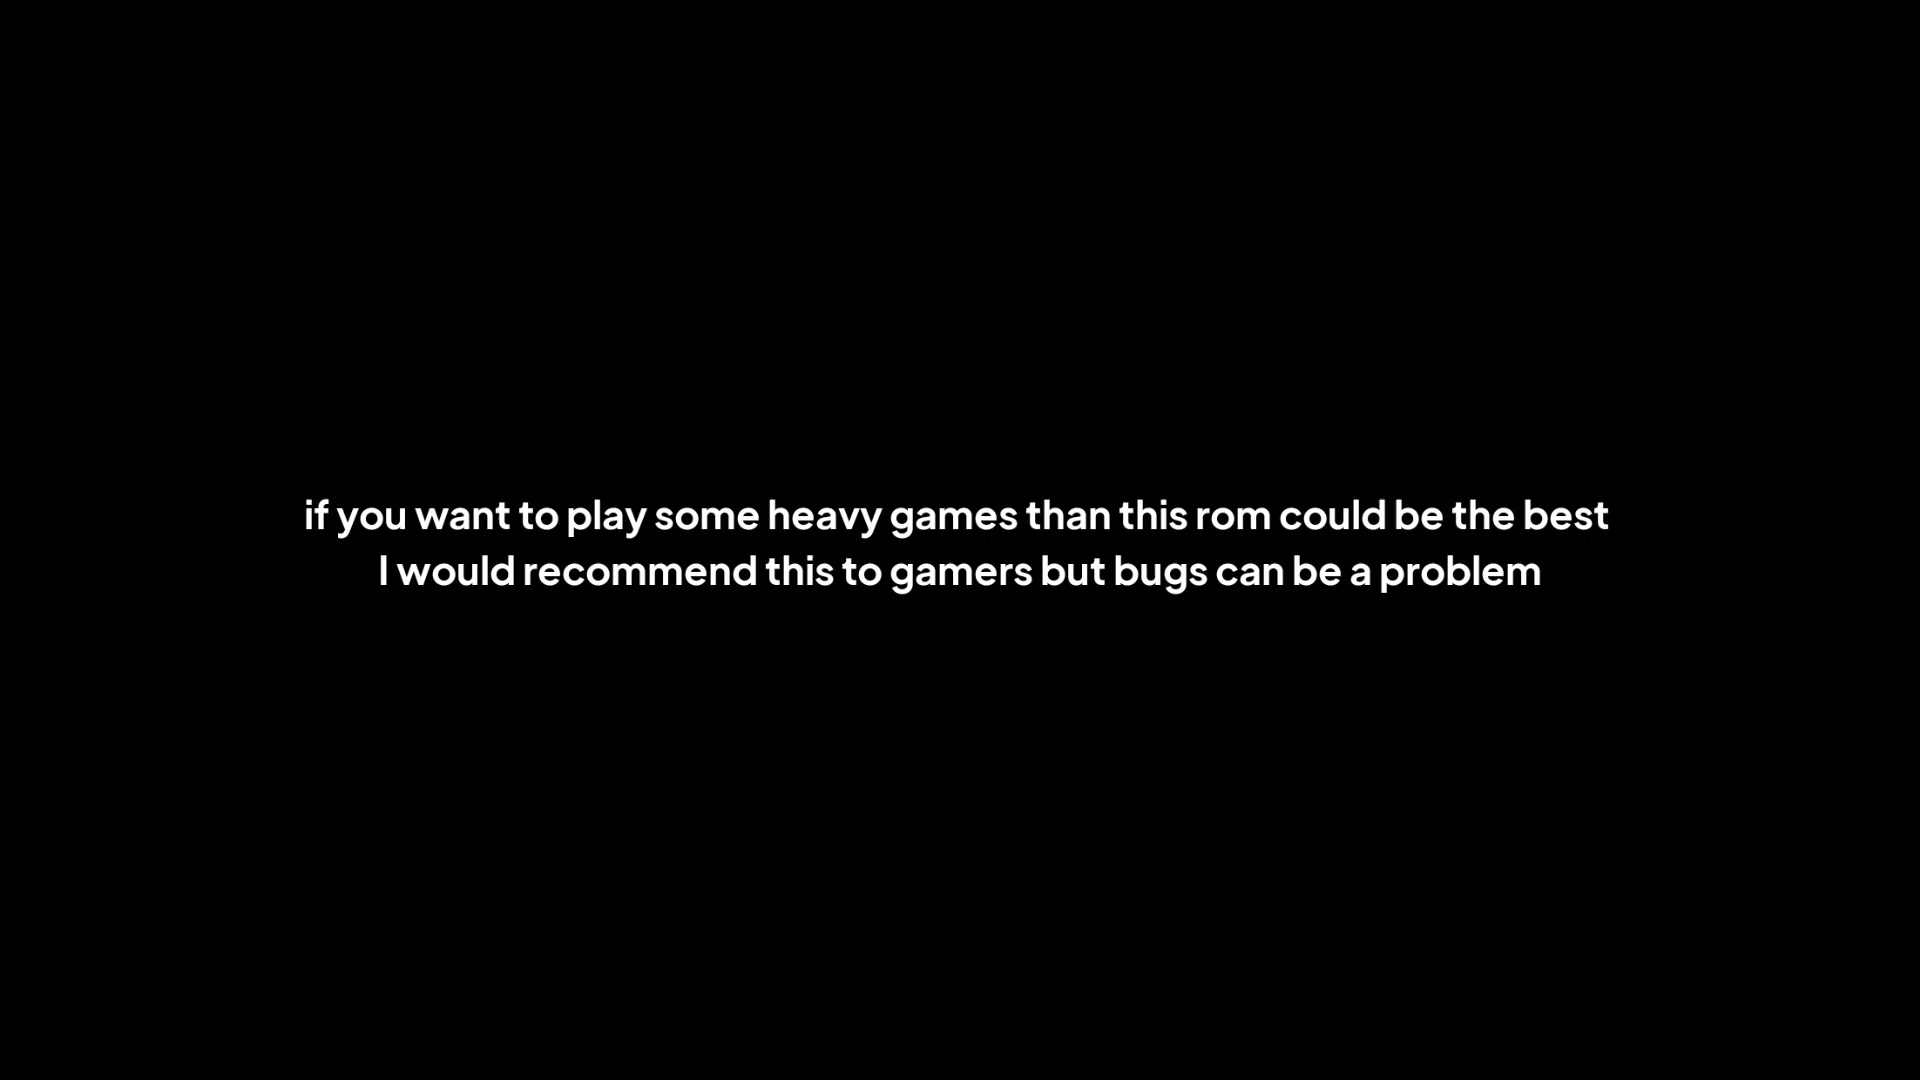 if you want to play some heavy games than this rom could be the best
I would recommend this to gamers but bugs can be a problem